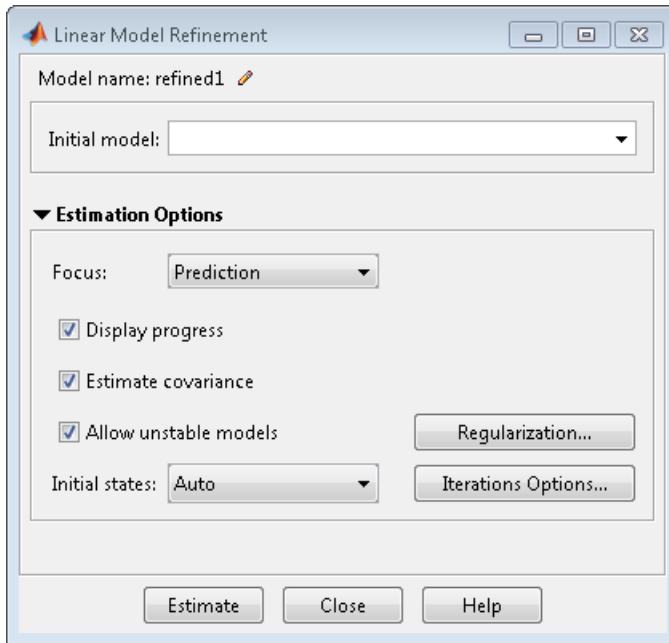 Linear Model Refinement
Model name: refined1
Initial model:
Estimation Options
Focus: Prediction
Display progress
Estimate covariance
Allow unstable models Regularization...
Initial states: Auto Iterations Options...
Estimate Close Help